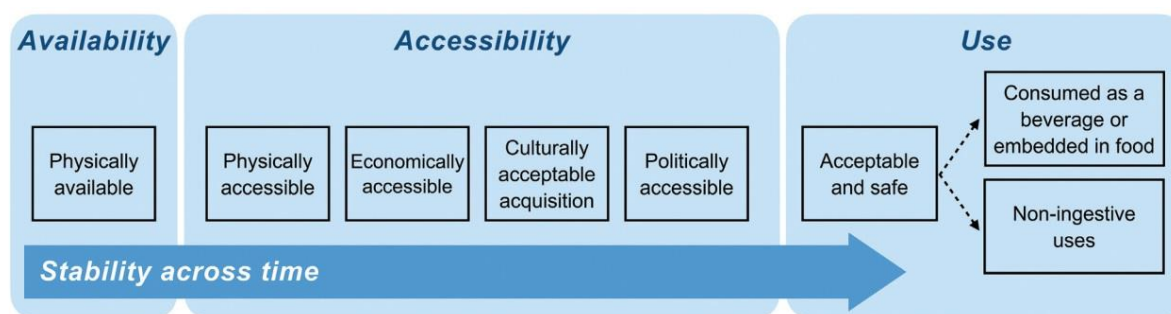 Availability
Accessibility
Use
Physically
available
Physically
accessible
Economically
accessible
Culturally
acceptable
acquisition
Politically
accessible
Acceptable
and safe
Consumed as a
beverage or
embedded in food
Non-ingestive
uses
Stability across time